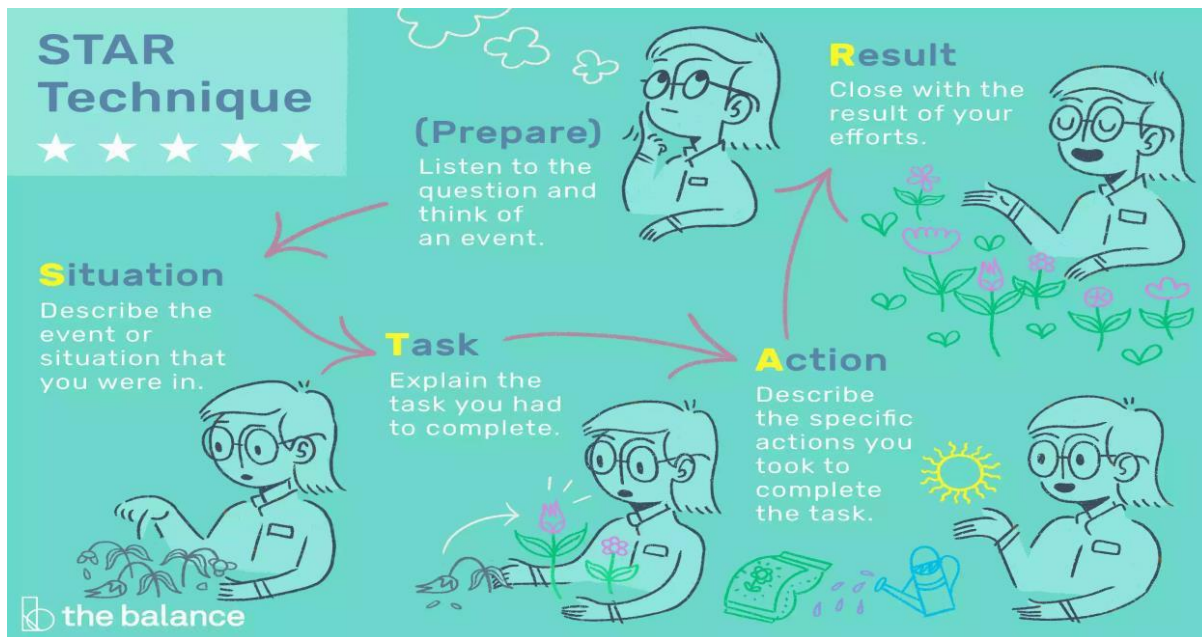 STAR
Technique
(Prepare)
Listen to the
question and
think of
an event.
Situation
Describe the
event or
situation that
you were in.
Task
Explain the
task you had
to complete.
Action
Describe
the specific
actions you
took to
complete
the task.
Result
Close with the
result of your
efforts.
the balance